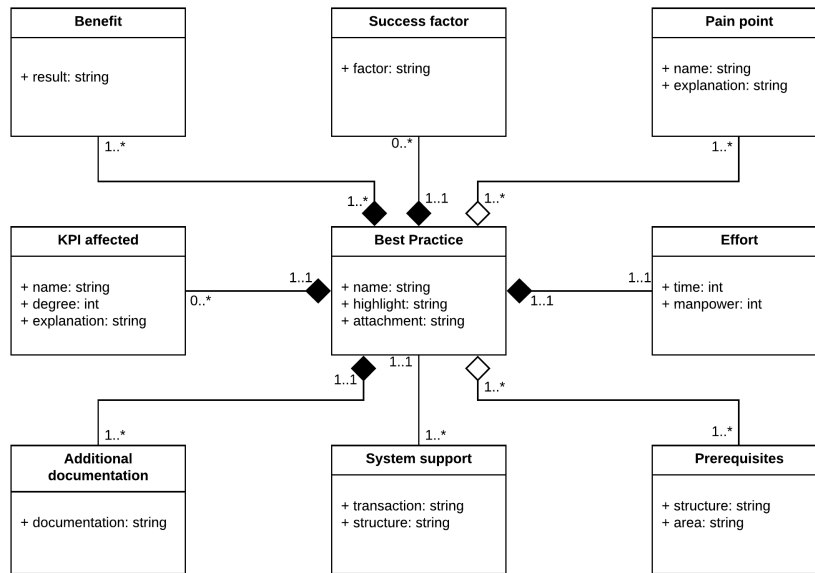 Benefit
+ result: string
Success factor
+ factor: string
Pain point
+ name: string
+ explanation: string
1..*
0..*
1..*
1..*
1..1
1..*
KPI affected
+ name: string
+ degree: int
+ explanation: string
Best Practice
+ name: string
+ highlight: string
+ attachment: string
Effort
+ time: int
+ manpower: int
1..1
0..*
1..1
1..1
1..1
1..1
1..*
1..*
1..*
1..*
Additional
documentation
+ documentation: string
System support
+ transaction: string
+ structure: string
Prerequisites
+ structure: string
+ area: string